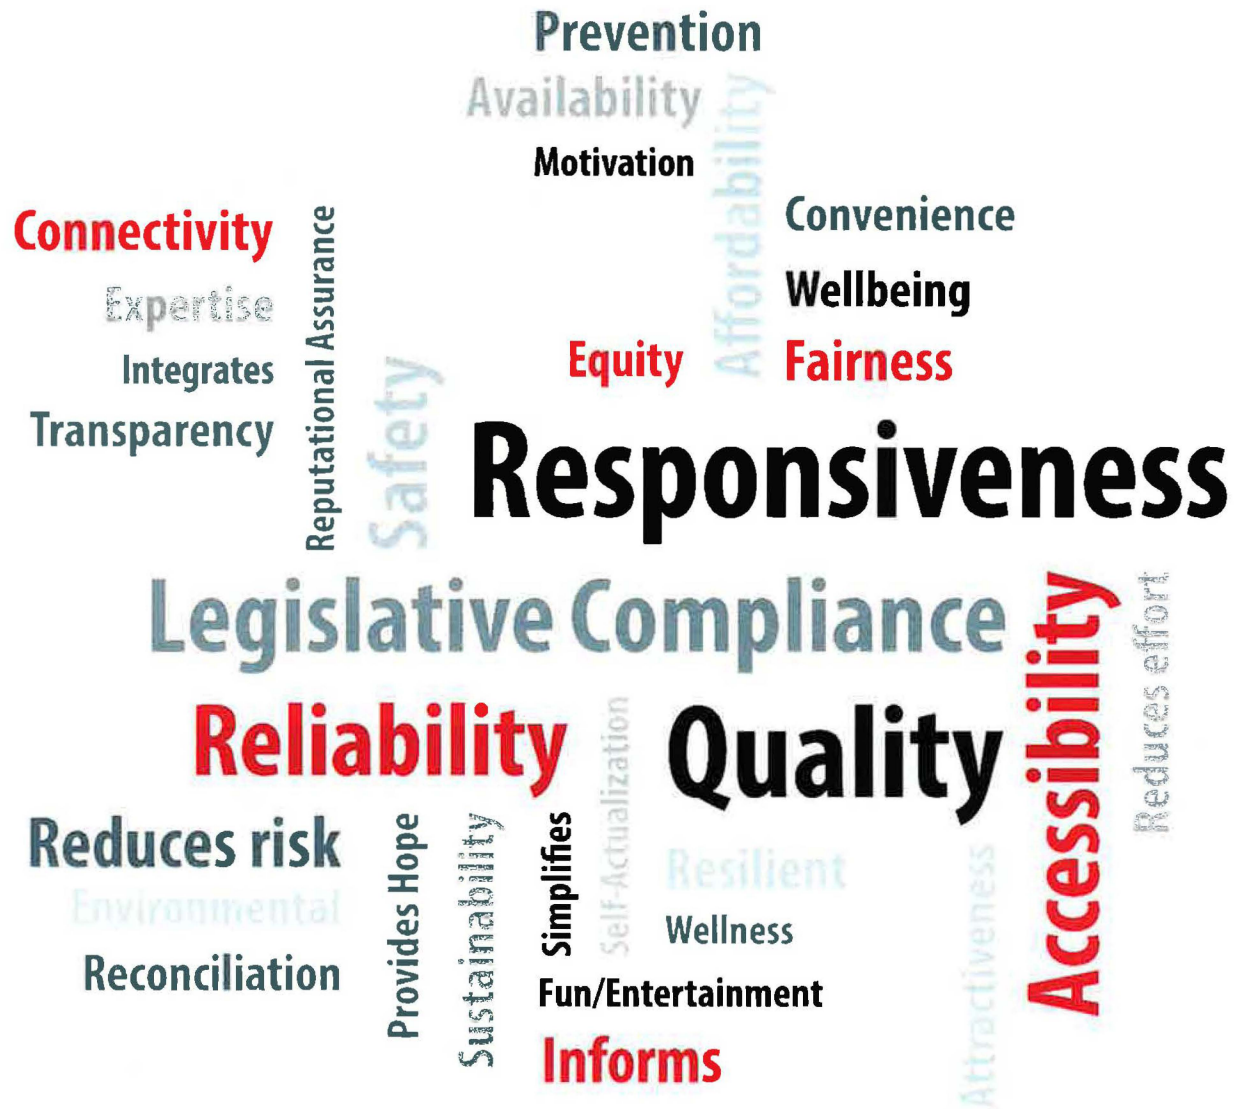 Prevention
Availability
Motivation
Affordability
Connectivity
Expertise
Integrates
Transparency
Reputational Assurance
Safety
Convenience
Wellbeing
Equity
Fairness
Responsiveness
Legislative Compliance
Reliability
Quality
Accessibility
Reduces effort
Reduces risk
Environmental
Reconciliation
Provides Hope
Sustainability
Simplifies
Self-Actualization
Resilient
Wellness
Fun/Entertainment
Informs
Attractiveness